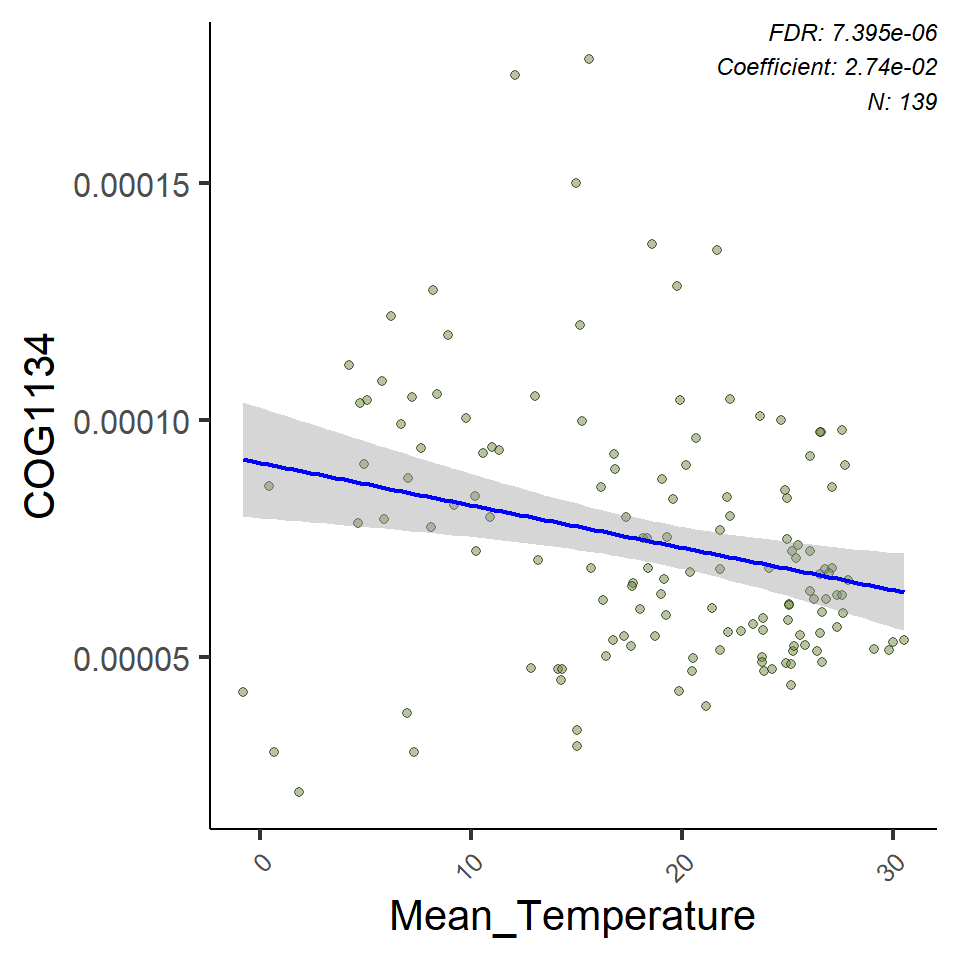 FDR: 7.395e-06
Coefficient: 2.74e-02
N: 139
0.00015
0.00010
0.00005
COG1134
0
10
20
30
Mean_Temperature